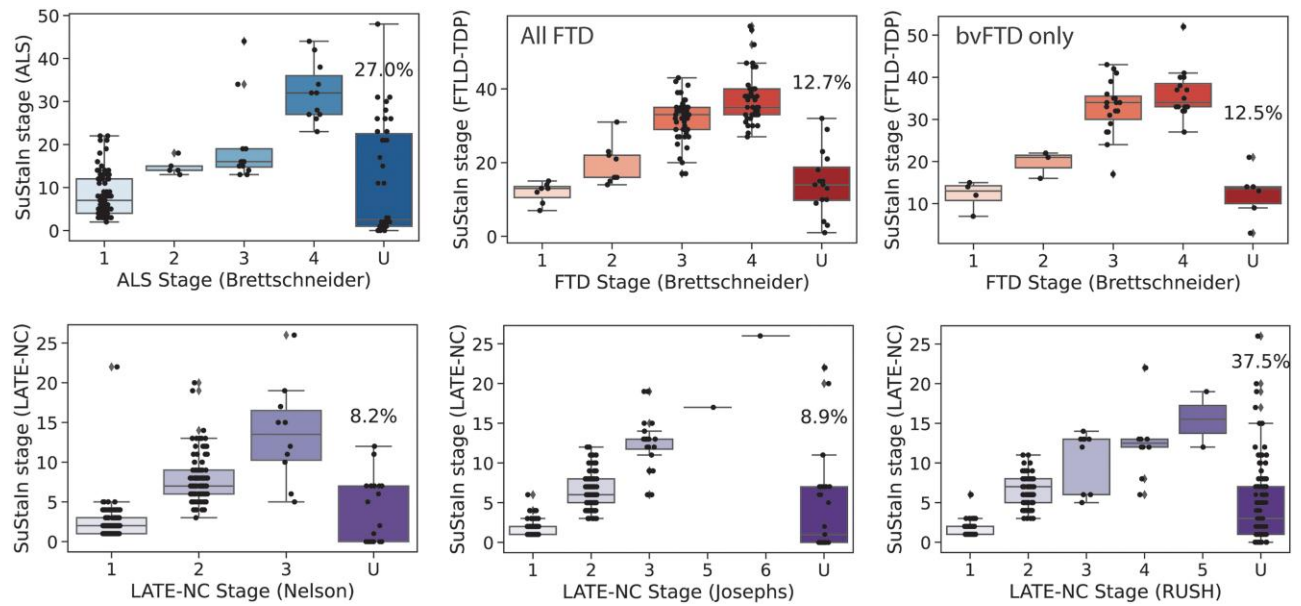 SuStaIn stage (ALS)
50
40
30
20
10
0
27.0%
1 2 3 4 U
ALS Stage (Brettschneider)
SuStaIn stage (FTLD-TDP)
All FTD
40
20
0
12.7%
1 2 3 4 U
FTD Stage (Brettschneider)
SuStaIn stage (FTLD-TDP)
bvFTD only
50
40
30
20
10
12.5%
1 2 3 4 U
FTD Stage (Brettschneider)
SuStaIn stage (LATE-NC)
25
20
15
10
5
0
8.2%
1 2 3 U
LATE-NC Stage (Nelson)
SuStaIn stage (LATE-NC)
25
20
15
10
5
0
8.9%
1 2 3 5 6 U
LATE-NC Stage (Josephs)
SuStaIn stage (LATE-NC)
25
20
15
10
5
0
37.5%
1 2 3 4 5 U
LATE-NC Stage (RUSH)